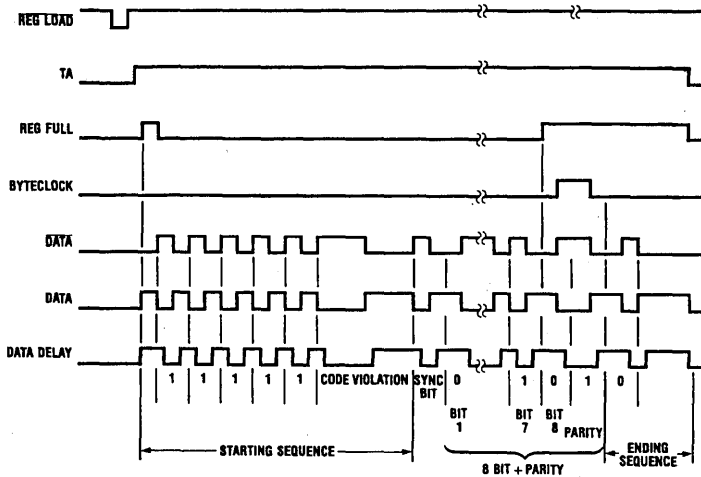 REG LOAD
TA
REG FULL
BYTECLOCK
DATA
DATA
DATA DELAY
1 1 1 1 1 CODE VIOLATION SYNC BIT 0 1 0 1 0
BIT 1 BIT 7 BIT 8 PARITY
STARTING SEQUENCE ENDING SEQUENCE
8 BIT + PARITY